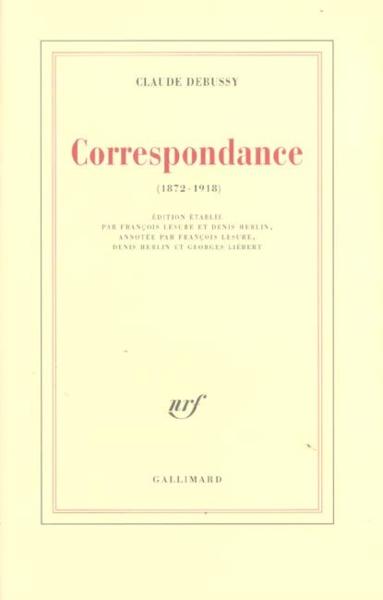 CLAUDE DEBUSSY
Correspondance
(1872-1918)
ÉDITION ÉTABLIE
PAR FRANÇOIS LESURE ET DENIS HERLIN,
ANNOTÉE PAR FRANÇOIS LESURE,
DENIS HERLIN ET GEORGES LIÉBERT
nrf
GALLIMARD